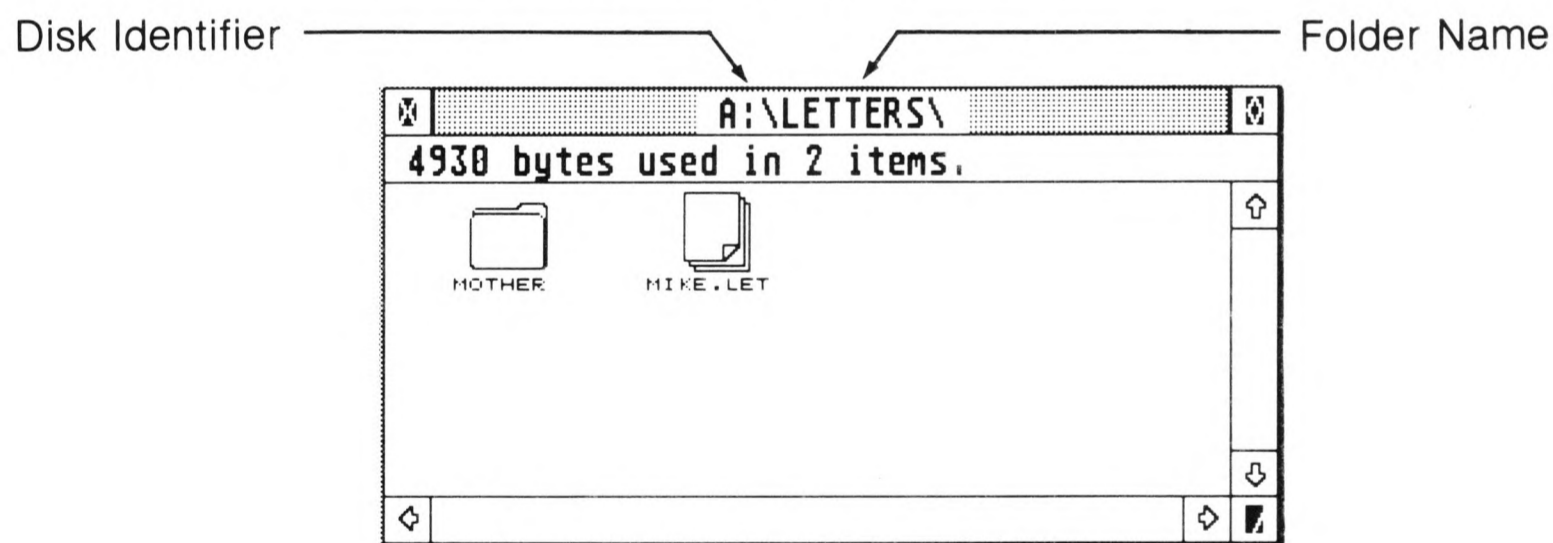 Disk Identifier Folder Name
A:\LETTERS\
4930 bytes used in 2 items.
MOTHER MIKE.LET